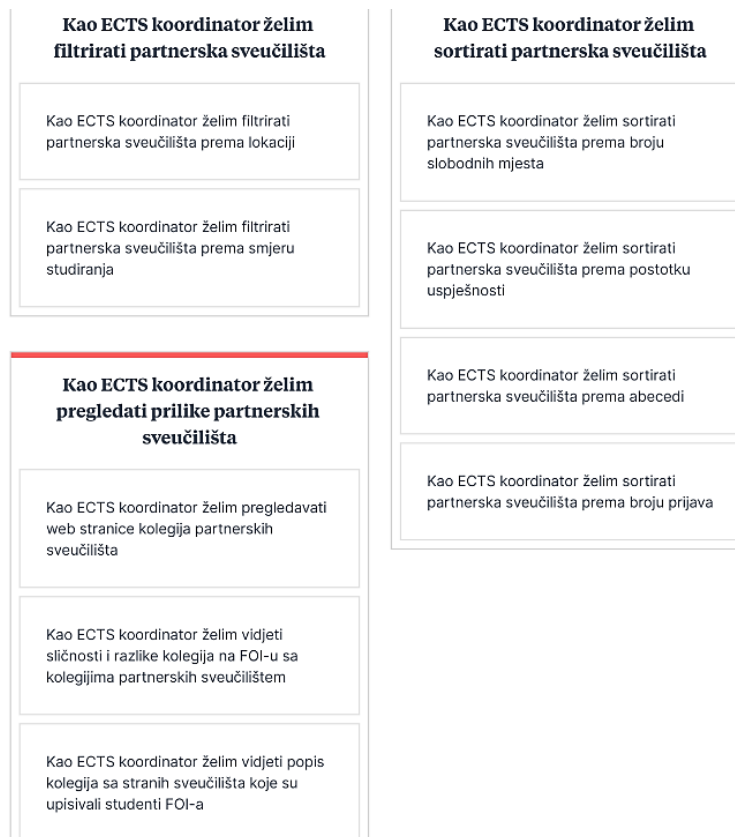 Kao ECTS koordinator želim
filtrirati partnerska sveučilišta
Kao ECTS koordinator želim filtrirati
partnerska sveučilišta prema lokaciji
Kao ECTS koordinator želim filtrirati
partnerska sveučilišta prema smjeru
studiranja
Kao ECTS koordinator želim
pregledati prilike partnerskih
sveučilišta
Kao ECTS koordinator želim pregledavati
web stranice kolegija partnerskih
sveučilišta
Kao ECTS koordinator želim vidjeti
sličnosti i razlike kolegija na FOI-u sa
kolegijima partnerskih sveučilištem
Kao ECTS koordinator želim vidjeti popis
kolegija sa stranih sveučilišta koje su
upisivali studenti FOI-a
Kao ECTS koordinator želim
sortirati partnerska sveučilišta
Kao ECTS koordinator želim sortirati
partnerska sveučilišta prema broju
slobodnih mjesta
Kao ECTS koordinator želim sortirati
partnerska sveučilišta prema postotku
uspješnosti
Kao ECTS koordinator želim sortirati
partnerska sveučilišta prema abecedi
Kao ECTS koordinator želim sortirati
partnerska sveučilišta prema broju prijava